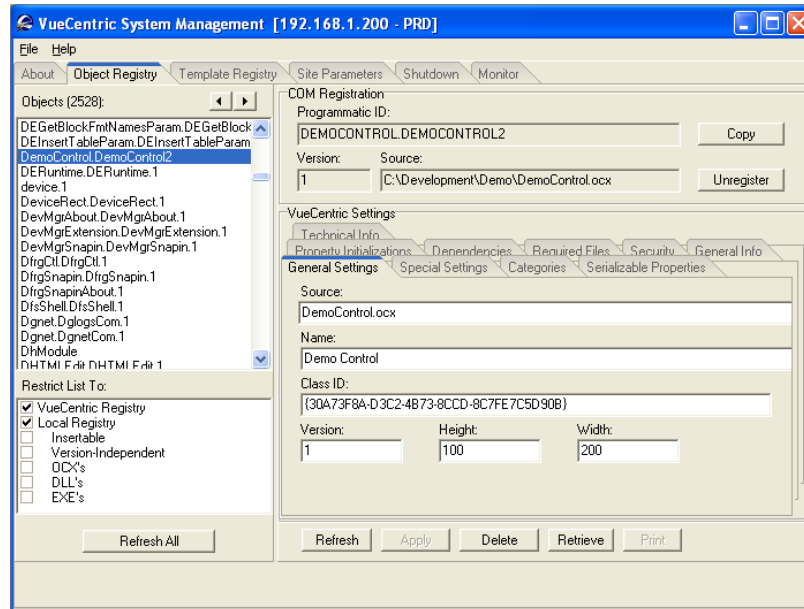 VueCentric System Management [192.168.1.200 - PRD]
File Help
About Object Registry Template Registry Site Parameters Shutdown Monitor
Objects (2528):
DEGetBlockFmtNamesParam.DEGetBlock
DEInsertTableParam.DEInsertTableParam
DemoControl.DemoControl2
DERuntime.DERuntime.1
device.1
DeviceRect.DeviceRect.1
DevMgrAbout.DevMgrAbout.1
DevMgrExtension.DevMgrExtension.1
DevMgrSnapin.DevMgrSnapin.1
DfrgCtl.DfrgCtl.1
DfrgSnapin.DfrgSnapin.1
DfrgSnapinAbout.1
DfsShell.DfsShell.1
Dgnet.DglogsCom.1
Dgnet.DgnetCom.1
DhModule
DHTMLEdit.DHTMLEdit.1
Restrict List To:
VueCentric Registry
Local Registry
Insertable
Version-Independent
OCX's
DLL's
EXE's
Refresh All
COM Registration
Programmatic ID:
DEMOCONTROL.DEMOCONTROL2 Copy
Version: Source:
1 C:\Development\Demo\DemoControl.ocx Unregister
VueCentric Settings
Technical Info
Property Initializations Dependencies Required Files Security General Info
General Settings Special Settings Categories Serializable Properties
Source:
DemoControl.ocx
Name:
Demo Control
Class ID:
{30A73F8A-D3C2-4B73-8CCD-8C7FE7C5D90B}
Version: Height: Width:
1 100 200
Refresh Apply Delete Retrieve Print